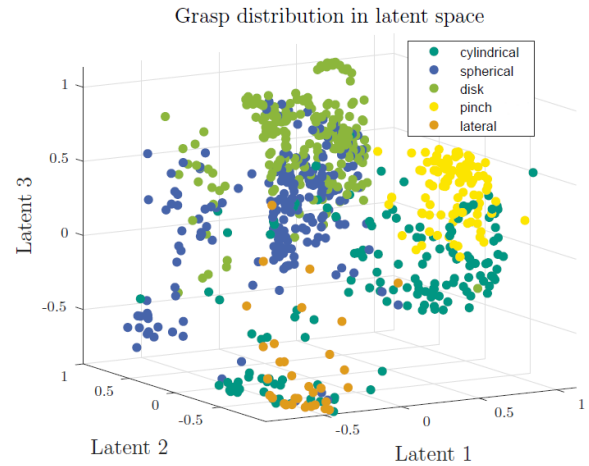 Grasp distribution in latent space
cylindrical
spherical
disk
pinch
lateral
1
0.5
0
-0.5
Latent 3
1
0.5
0
-0.5
Latent 2
-0.5
0
0.5
1
Latent 1